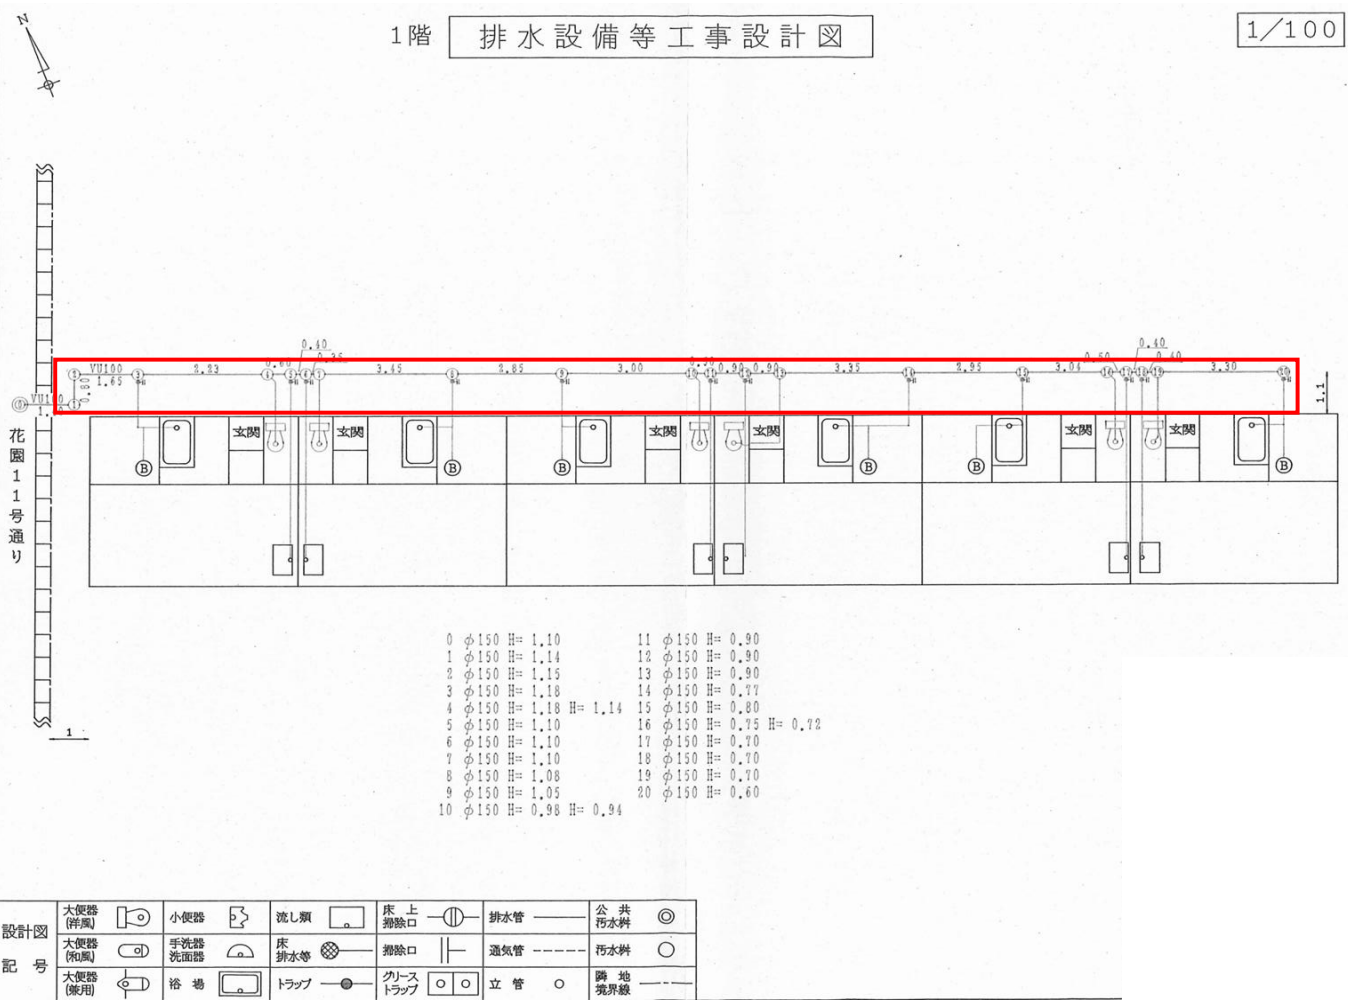 N
1階 排水設備等工事設計図
1/100
0.40 0.40
VU100 2.23 3.45 2.85 3.00 0.90 0.90 3.35 2.95 3.04 0.50 0.40 3.30
1.65
0.80
1.1
花園11号通り
玄関 玄関 玄関 玄関 玄関 玄関
B B B B B B
1
0 φ150 H= 1.10
1 φ150 H= 1.14
2 φ150 H= 1.15
3 φ150 H= 1.18
4 φ150 H= 1.18 H= 1.14
5 φ150 H= 1.10
6 φ150 H= 1.10
7 φ150 H= 1.10
8 φ150 H= 1.08
9 φ150 H= 1.05
10 φ150 H= 0.98 H= 0.94
11 φ150 H= 0.90
12 φ150 H= 0.90
13 φ150 H= 0.90
14 φ150 H= 0.77
15 φ150 H= 0.80
16 φ150 H= 0.75 H= 0.72
17 φ150 H= 0.70
18 φ150 H= 0.70
19 φ150 H= 0.70
20 φ150 H= 0.60
設計図
記号
大便器(洋風) 小便器 流し類 床上掃除口 排水管 公共汚水桝
大便器(和風) 手洗器洗面器 床排水等 掃除口 通気管 汚水桝
大便器(兼用) 浴場 トラップ グリーストラップ 立管 隣地境界線